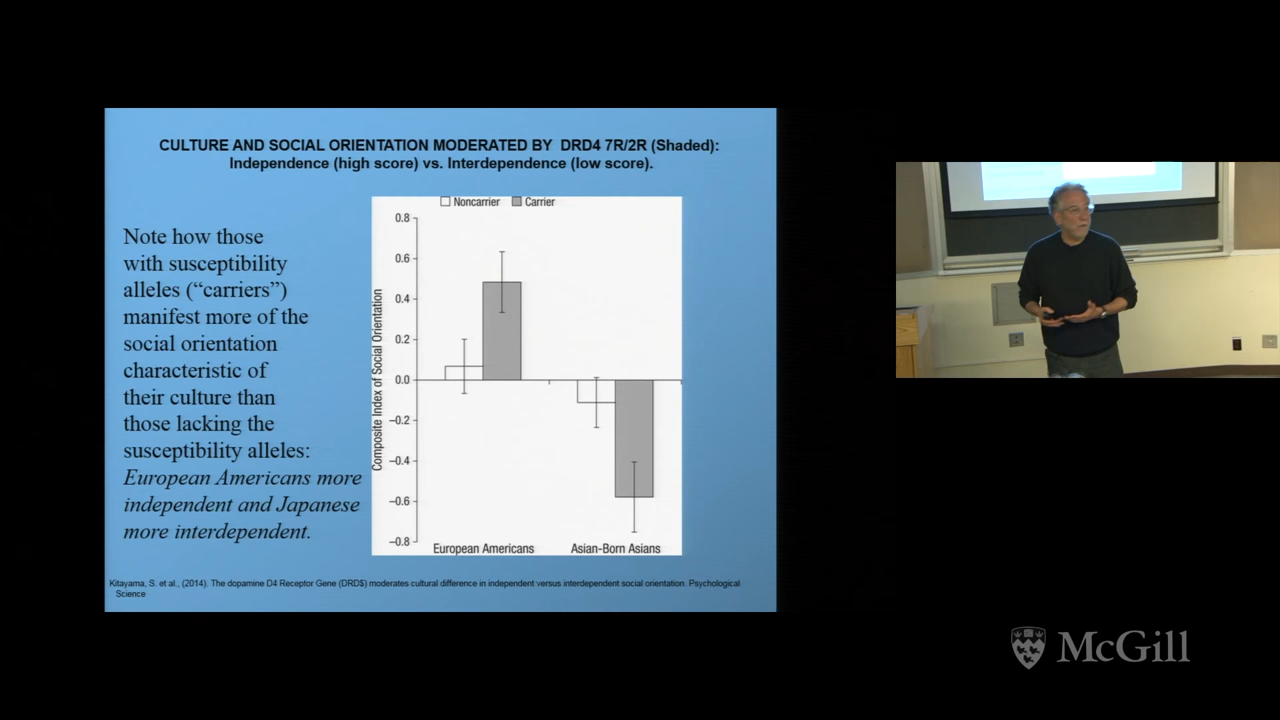 CULTURE AND SOCIAL ORIENTATION MODERATED BY DRD4 7R/2R (Shaded):
Independence (high score) vs. Interdependence (low score).
Note how those
with susceptibility
alleles (“carriers”)
manifest more of the
social orientation
characteristic of
their culture than
those lacking the
susceptibility alleles:
European Americans more
independent and Japanese
more interdependent.
Noncarrier Carrier
Composite Index of Social Orientation
0.8
0.6
0.4
0.2
0.0
–0.2
–0.4
–0.6
–0.8
European Americans Asian-Born Asians
Kitayama, S. et al., (2014). The dopamine D4 Receptor Gene (DRD$) moderates cultural difference in independent versus interdependent social orientation. Psychological
Science
McGill